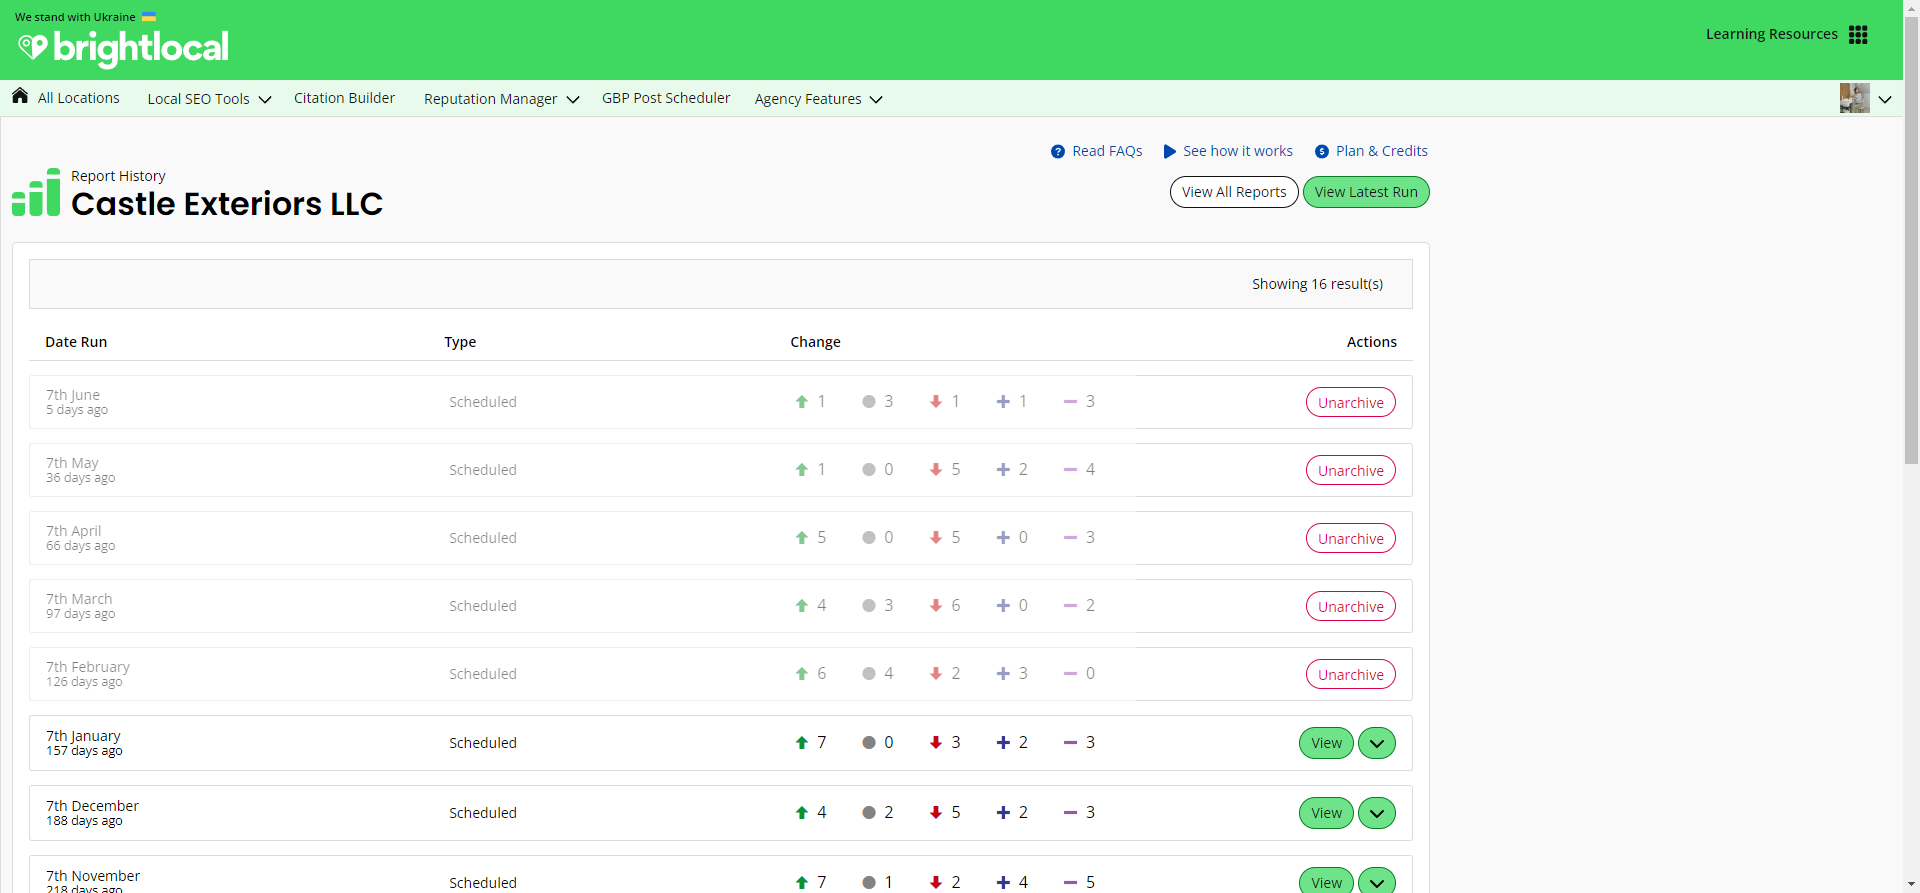 We stand with Ukraine
brightlocal
Learning Resources
All Locations Local SEO Tools Citation Builder Reputation Manager GBP Post Scheduler Agency Features
Read FAQs See how it works Plan & Credits
Report History
Castle Exteriors LLC
View All Reports View Latest Run
Showing 16 result(s)
Date Run Type Change Actions
7th June
5 days ago
Scheduled 1 3 1 1 3 Unarchive
7th May
36 days ago
Scheduled 1 0 5 2 4 Unarchive
7th April
66 days ago
Scheduled 5 0 5 0 3 Unarchive
7th March
97 days ago
Scheduled 4 3 6 0 2 Unarchive
7th February
126 days ago
Scheduled 6 4 2 3 0 Unarchive
7th January
157 days ago
Scheduled 7 0 3 2 3 View
7th December
188 days ago
Scheduled 4 2 5 2 3 View
7th November
218 days ago
Scheduled 7 1 2 4 5 View